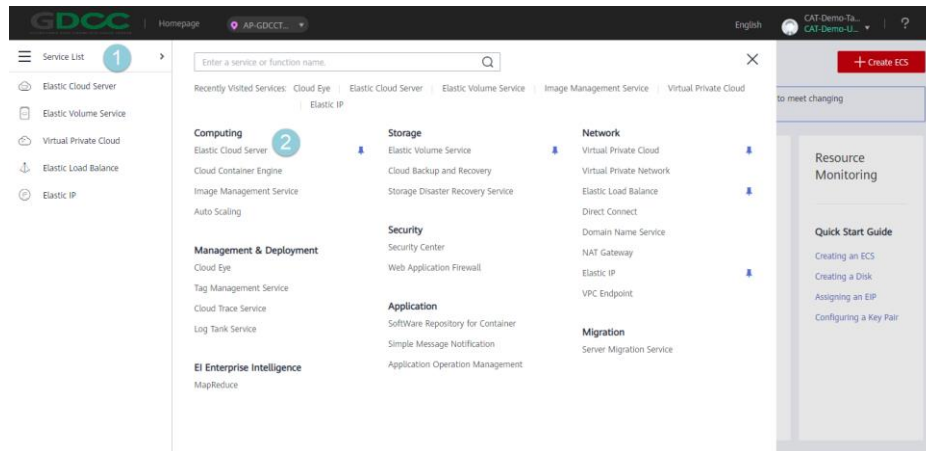 GDCC
Homepage
AP-GDCCT...
English
CAT-Demo-Ta...
CAT-Demo-U...
?
Service List
1
Elastic Cloud Server
Elastic Volume Service
Virtual Private Cloud
Elastic Load Balance
Elastic IP
Enter a service or function name.
Recently Visited Services: Cloud Eye | Elastic Cloud Server | Elastic Volume Service | Image Management Service | Virtual Private Cloud
| Elastic IP
Computing
Elastic Cloud Server
2
Cloud Container Engine
Image Management Service
Auto Scaling
Management & Deployment
Cloud Eye
Tag Management Service
Cloud Trace Service
Log Tank Service
EI Enterprise Intelligence
MapReduce
Storage
Elastic Volume Service
Cloud Backup and Recovery
Storage Disaster Recovery Service
Security
Security Center
Web Application Firewall
Application
SoftWare Repository for Container
Simple Message Notification
Application Operation Management
Network
Virtual Private Cloud
Virtual Private Network
Elastic Load Balance
Direct Connect
Domain Name Service
NAT Gateway
Elastic IP
VPC Endpoint
Migration
Server Migration Service
+ Create ECS
to meet changing
Resource
Monitoring
Quick Start Guide
Creating an ECS
Creating a Disk
Assigning an EIP
Configuring a Key Pair